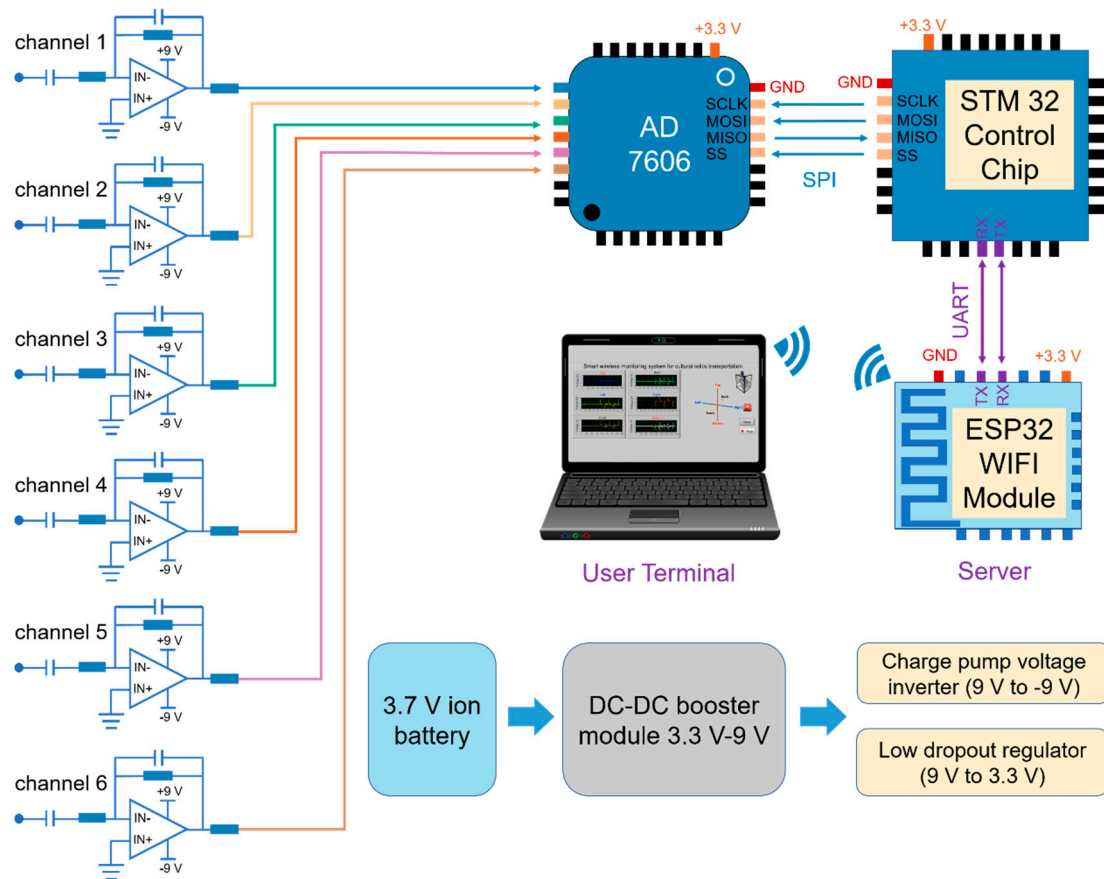 channel 1
+9 V
IN-
IN+
-9 V
channel 2
+9 V
IN-
IN+
-9 V
channel 3
+9 V
IN-
IN+
-9 V
channel 4
+9 V
IN-
IN+
-9 V
channel 5
+9 V
IN-
IN+
-9 V
channel 6
+9 V
IN-
IN+
-9 V
+3.3 V
GND
AD
7606
SCLK
MOSI
MISO
SS
SPI
+3.3 V
GND
SCLK
MOSI
MISO
SS
STM 32
Control
Chip
RX
TX
UART
GND
+3.3 V
TX
RX
ESP32
WIFI
Module
Server
Smart wireless monitoring system for cultural relics transportation
User Terminal
3.7 V ion
battery
DC-DC booster
module 3.3 V-9 V
Charge pump voltage
inverter (9 V to -9 V)
Low dropout regulator
(9 V to 3.3 V)